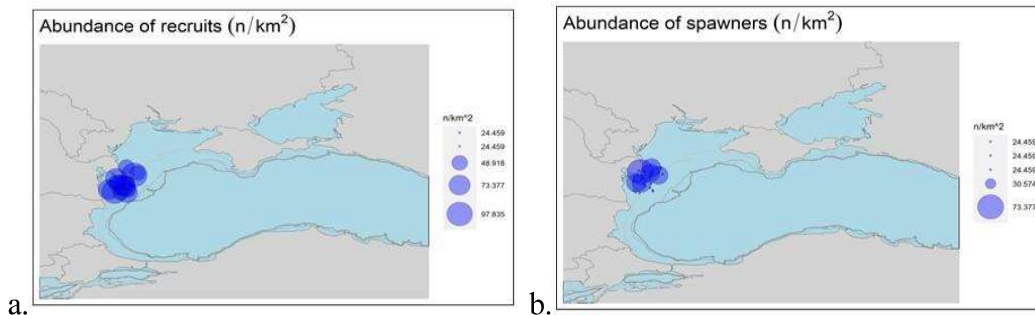 Abundance of recruits (n/km²)
n/km^2
24.459
24.459
48.918
73.377
97.835
a.
Abundance of spawners (n/km²)
n/km^2
24.459
24.459
24.459
30.574
73.377
b.